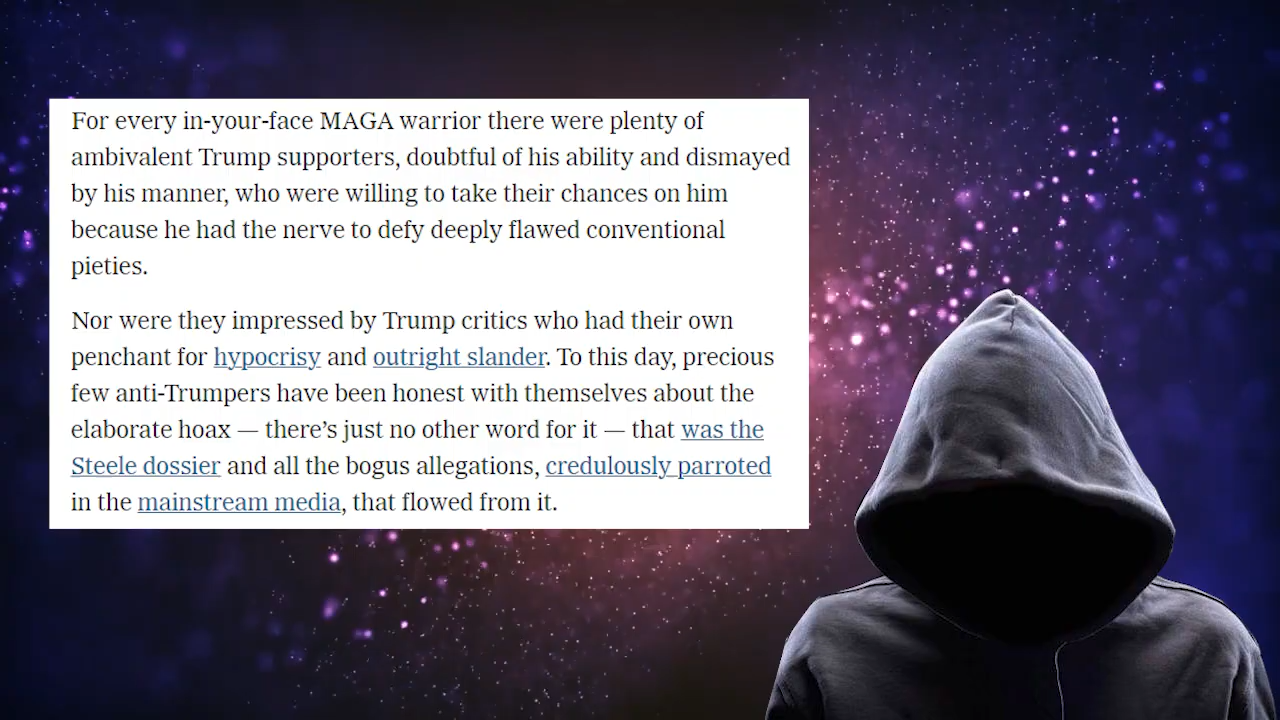 For every in-your-face MAGA warrior there were plenty of
ambivalent Trump supporters, doubtful of his ability and dismayed
by his manner, who were willing to take their chances on him
because he had the nerve to defy deeply flawed conventional
pieties.
Nor were they impressed by Trump critics who had their own
penchant for hypocrisy and outright slander. To this day, precious
few anti-Trumpers have been honest with themselves about the
elaborate hoax — there’s just no other word for it — that was the
Steele dossier and all the bogus allegations, credulously parroted
in the mainstream media, that flowed from it.